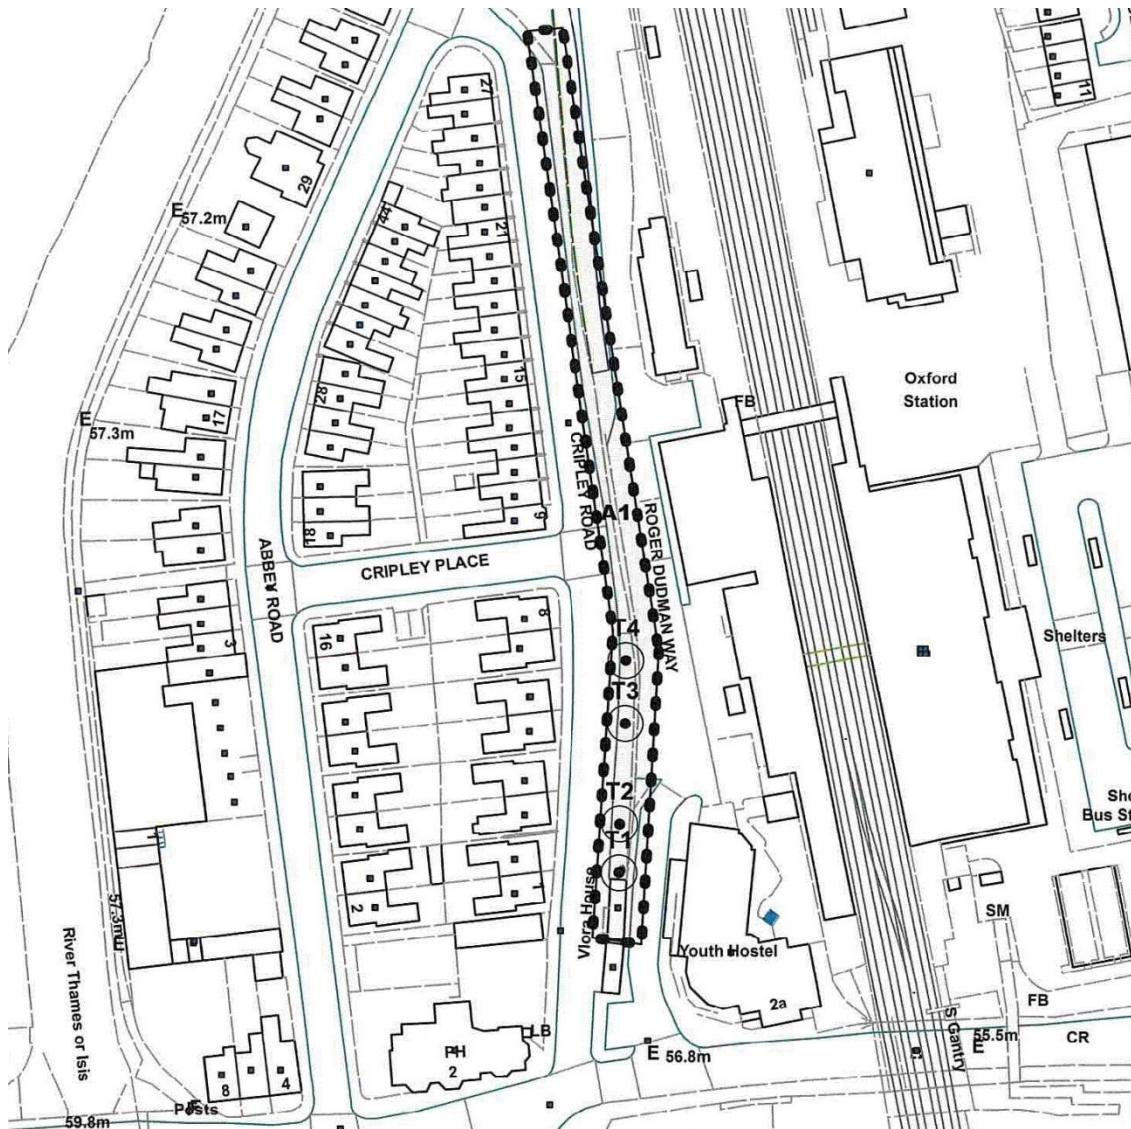 27
11
29
E 57.2m
44
21
Oxford
Station
E 57.3m
17
28
15
FB
CRIPLEY ROAD
A1
ROGER DUDMAN WAY
18
9
ABBEY ROAD
CRIPLEY PLACE
3
16
8
T4
T3
Shelters
T2
T1
She
Bus St
2
1
Vlora House
57.3m
SM
Youth Hostel
2a
River Thames or Isis
FB
LB
PH
2
E 56.8m
S Gantry
55.5m
E
CR
8
4
Posts
59.8m